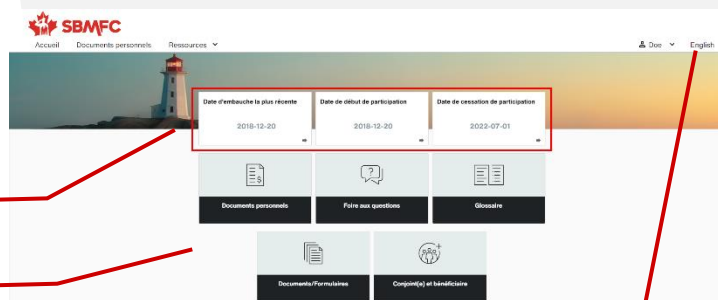 SBMFC
Accueil Documents personnels Ressources Doe English
Date d'embauche la plus récente Date de début de participation Date de cessation de participation
2018-12-20 2018-12-20 2022-07-01
Documents personnels Foire aux questions Glossaire
Documents/Formulaires Conjoint(e) et bénéficiaire